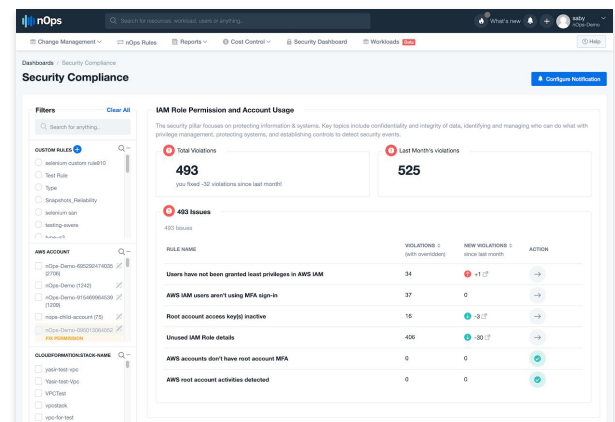 nOps
Search for resources, workload, users or anything..
What's new
saby
nOps-Demo
Change Management
nOps Rules
Reports
Cost Control
Security Dashboard
Workloads Beta
Help
Dashboards / Security Compliance
Security Compliance
Configure Notification
Filters
Clear All
Search for anything..
CUSTOM RULES
selenium custom rule910
Test Rule
Type
Snapshots_Reliability
selenium san
testing-ewers
AWS ACCOUNT
nOps-Demo-695292474035
(2706)
nOps-Demo (1242)
(1209)
nops-child-account (75)
FIX PERMISSION
CLOUDFORMATION:STACK-NAME
yasir-test-vpc
Yasir-test-Vpc
VPCTest
vpcstack
vpc-for-test
IAM Role Permission and Account Usage
The security pillar focuses on protecting information & systems. Key topics include confidentiality and integrity of data, identifying and managing who can do what with
privilege management, protecting systems, and establishing controls to detect security events.
Total Violations
493
you fixed -32 violations since last month!
Last Month's violations
525
493 Issues
493 Issues
RULE NAME
VIOLATIONS
(with overridden)
NEW VIOLATIONS
since last month
ACTION
Users have not been granted least privileges in AWS IAM 34 +1
AWS IAM users aren't using MFA sign-in 37 0
Root account access key(s) inactive 16 -3
Unused IAM Role details 406 -30
AWS accounts don't have root account MFA 0 0
AWS root account activities detected 0 0